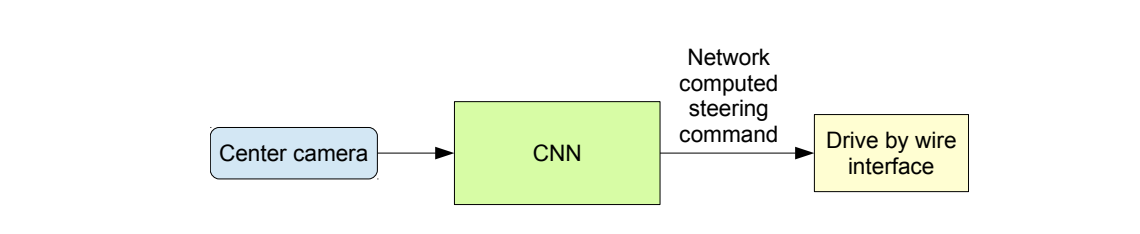 Center camera
CNN
Network
computed
steering
command
Drive by wire
interface